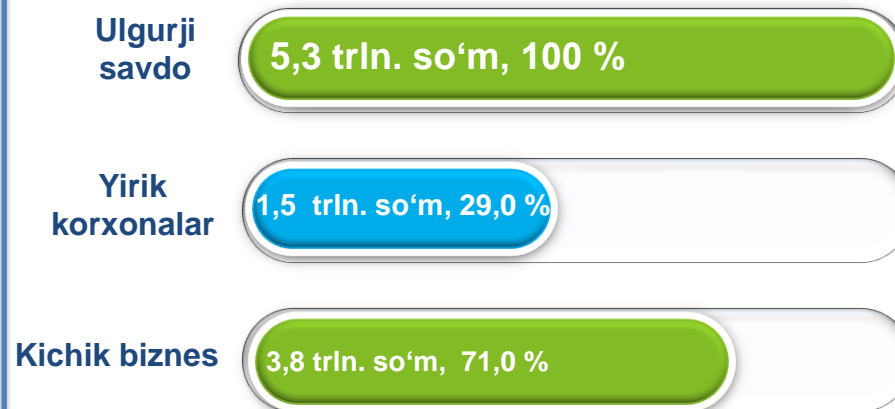 Ulgurji
savdo
5,3 trln. so‘m, 100 %
Yirik
korxonalar
1,5 trln. so‘m, 29,0 %
Kichik biznes
3,8 trln. so‘m, 71,0 %